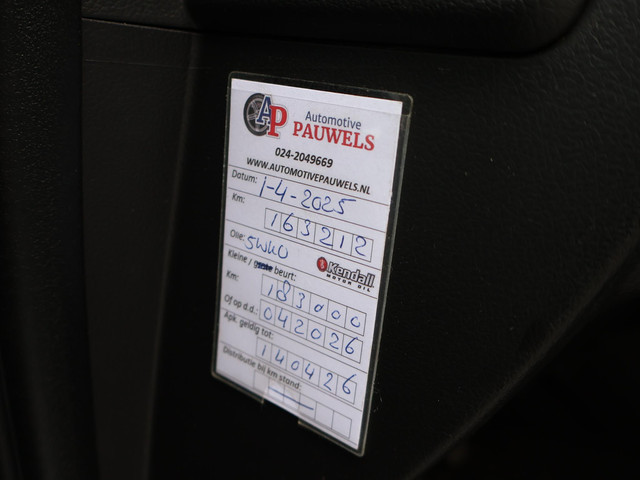 AP Automotive
PAUWELS
024-2049669
WWW.AUTOMOTIVEPAUWELS.NL
Datum: 1-4-2025
Km:
163212
Olie: 5W40
Kendall
MOTOR OIL
Kleine / grote beurt:
Km: 183000
Of op d.d.: 042026
Apk. geldig tot:
140426
Distributie bij km stand